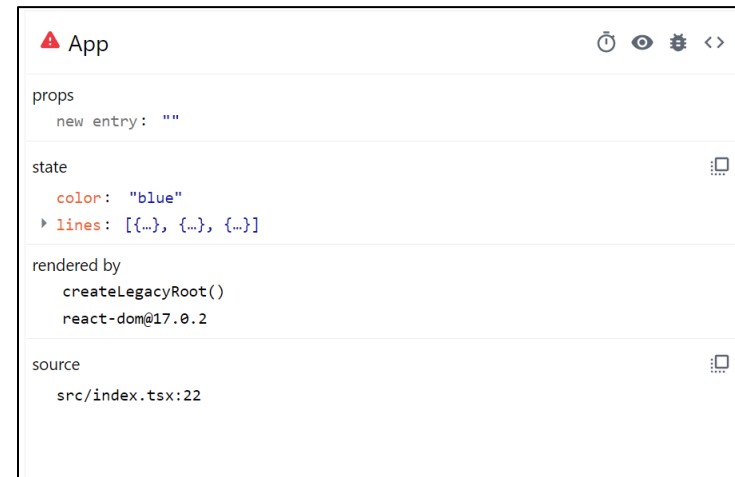 App
props
new entry: ""
state
color: "blue"
lines: [{…}, {…}, {…}]
rendered by
createLegacyRoot()
react-dom@17.0.2
source
src/index.tsx:22